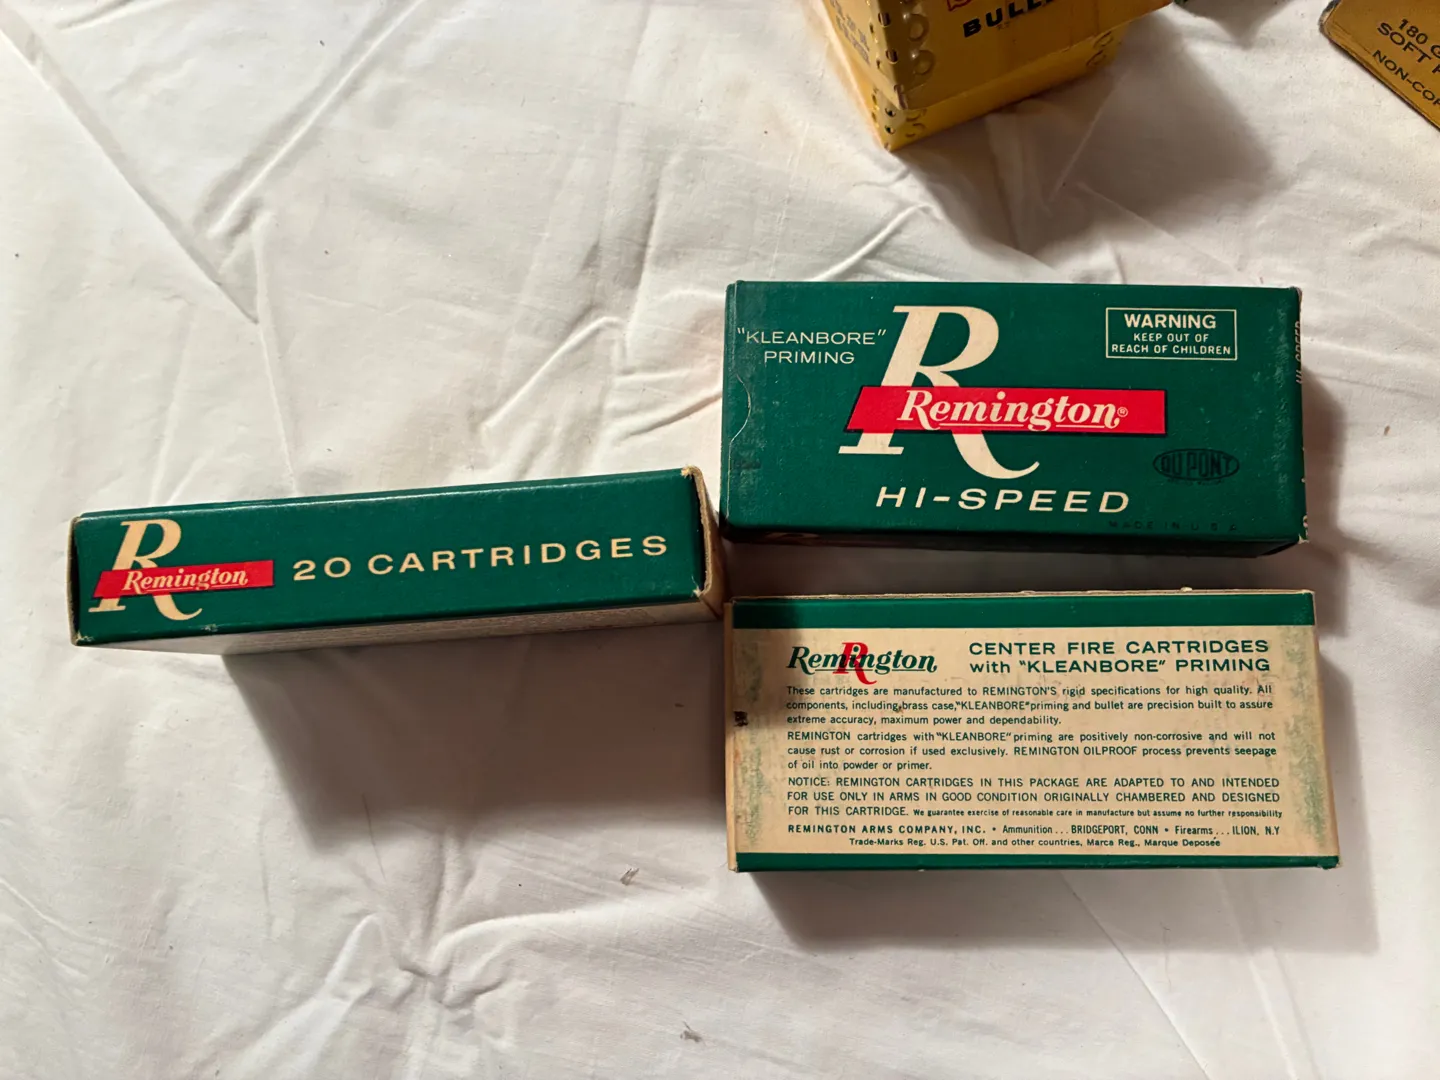 BULL
180 G
SOFT P
NON-COR
"KLEANBORE"
PRIMING
R
Remington®
HI-SPEED
WARNING
KEEP OUT OF
REACH OF CHILDREN
DU PONT
MADE IN U.S.A.
HI-SPEED
R
Remington
20 CARTRIDGES
Remington
R
CENTER FIRE CARTRIDGES
with "KLEANBORE" PRIMING
These cartridges are manufactured to REMINGTON'S rigid specifications for high quality. All
components, including brass case, "KLEANBORE" priming and bullet are precision built to assure
extreme accuracy, maximum power and dependability.
REMINGTON cartridges with "KLEANBORE" priming are positively non-corrosive and will not
cause rust or corrosion if used exclusively. REMINGTON OILPROOF process prevents seepage
of oil into powder or primer.
NOTICE: REMINGTON CARTRIDGES IN THIS PACKAGE ARE ADAPTED TO AND INTENDED
FOR USE ONLY IN ARMS IN GOOD CONDITION ORIGINALLY CHAMBERED AND DESIGNED
FOR THIS CARTRIDGE. We guarantee exercise of reasonable care in manufacture but assume no further responsibility
REMINGTON ARMS COMPANY, INC. • Ammunition... BRIDGEPORT, CONN • Firearms... ILION, N.Y
Trade-Marks Reg. U.S. Pat. Off. and other countries, Marca Reg., Marque Deposée